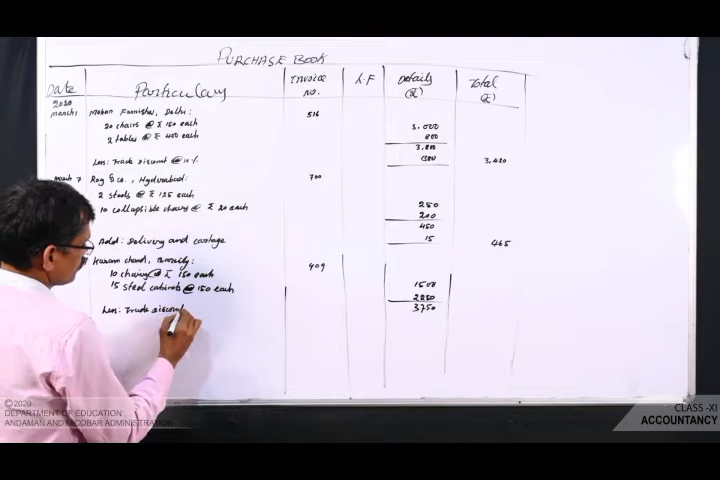 PURCHASE BOOK
Date Particulars Invoice No. L.F Details (₹) Total (₹)
2020
March 1 Mohan Furnishes, Delhi: 516
20 chairs @ ₹ 150 each 3,000
2 tables @ ₹ 400 each 800
3,800
Less: Trade discount @ 10% 380 3,420
March 7 Ray & Co., Hyderabad: 700
2 stools @ ₹ 125 each 250
10 collapsible chairs @ ₹ 20 each 200
450
Add: Delivery and cartage 15 465
chand, 409
10 chairs @ ₹ 150 each 1500
15 steel cabinets @ 150 each 2250
3750
Less: Trade discount
©2020
DEPARTMENT OF EDUCATION
ANDAMAN AND NICOBAR ADMINISTRATION
CLASS -XI
ACCOUNTANCY